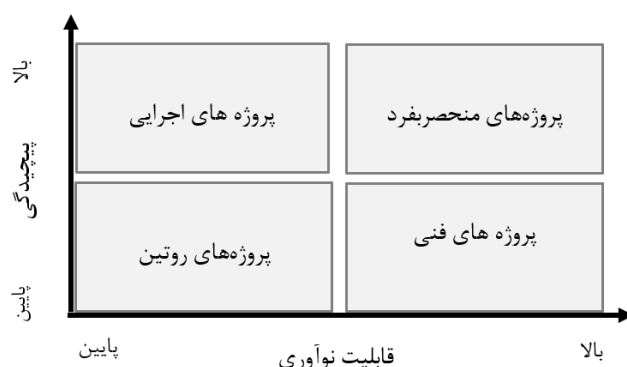 بالا
پیچیدگی
پایین
پروژه های اجرایی
پروژه‌های منحصربفرد
پروژه‌های روتین
پروژه های فنی
پایین
قابلیت نوآوری
بالا